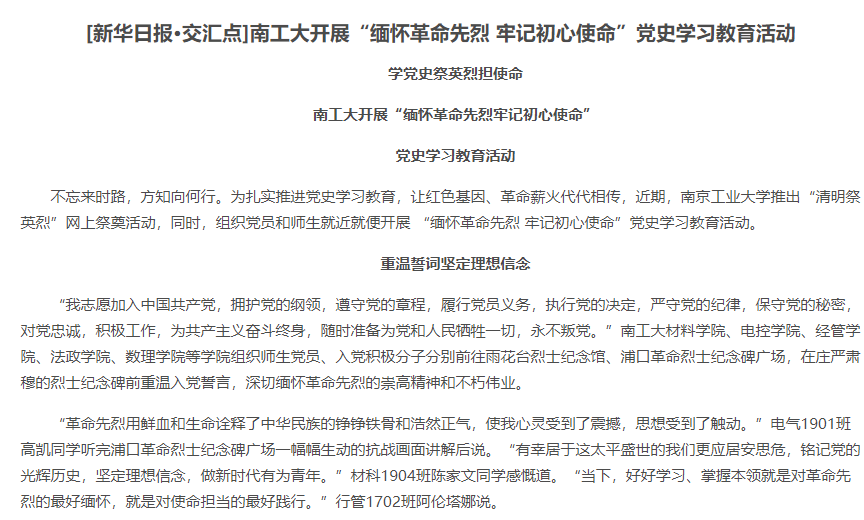 [新华日报·交汇点]南工大开展“缅怀革命先烈 牢记初心使命”党史学习教育活动
学党史祭英烈担使命
南工大开展“缅怀革命先烈牢记初心使命”
党史学习教育活动
不忘来时路，方知向何行。为扎实推进党史学习教育，让红色基因、革命薪火代代相传，近期，南京工业大学推出“清明祭
英烈”网上祭奠活动，同时，组织党员和师生就近就便开展 “缅怀革命先烈 牢记初心使命”党史学习教育活动。
重温誓词坚定理想信念
“我志愿加入中国共产党，拥护党的纲领，遵守党的章程，履行党员义务，执行党的决定，严守党的纪律，保守党的秘密，
对党忠诚，积极工作，为共产主义奋斗终身，随时准备为党和人民牺牲一切，永不叛党。”南工大材料学院、电控学院、经管学
院、法政学院、数理学院等学院组织师生党员、入党积极分子分别前往雨花台烈士纪念馆、浦口革命烈士纪念碑广场，在庄严肃
穆的烈士纪念碑前重温入党誓言，深切缅怀革命先烈的崇高精神和不朽伟业。
“革命先烈用鲜血和生命诠释了中华民族的铮铮铁骨和浩然正气，使我心灵受到了震撼，思想受到了触动。”电气1901班
高凯同学听完浦口革命烈士纪念碑广场一幅幅生动的抗战画面讲解后说。“有幸居于这太平盛世的我们更应居安思危，铭记党的
光辉历史，坚定理想信念，做新时代有为青年。”材科1904班陈家文同学感慨道。“当下，好好学习、掌握本领就是对革命先
烈的最好缅怀，就是对使命担当的最好践行。”行管1702班阿伦塔娜说。